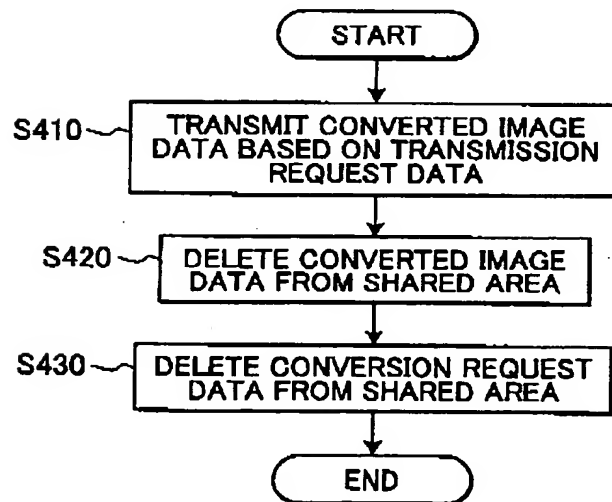 START
S410
TRANSMIT CONVERTED IMAGE
DATA BASED ON TRANSMISSION
REQUEST DATA
S420
DELETE CONVERTED IMAGE
DATA FROM SHARED AREA
S430
DELETE CONVERSION REQUEST
DATA FROM SHARED AREA
END